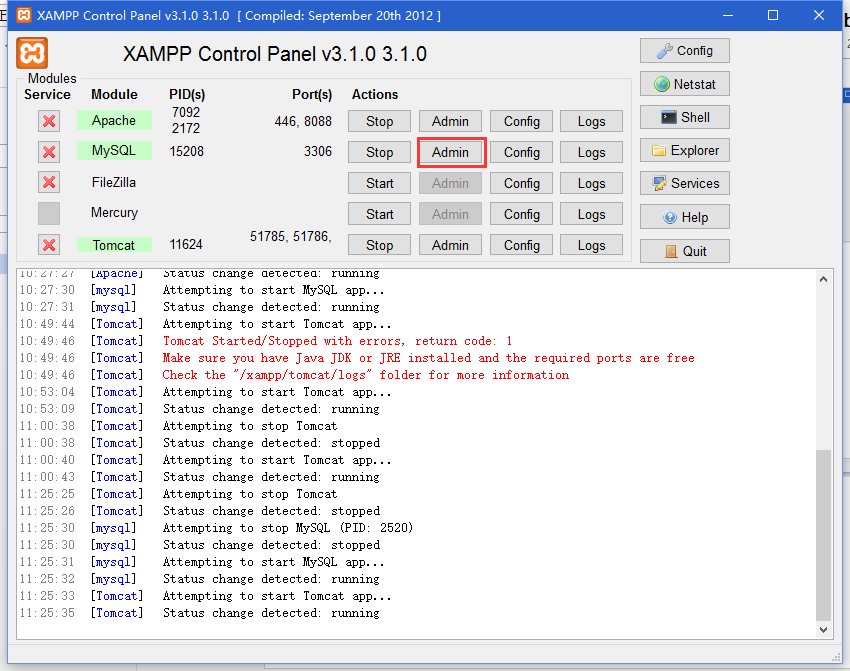 XAMPP Control Panel v3.1.0 3.1.0 [ Compiled: September 20th 2012 ]
XAMPP Control Panel v3.1.0 3.1.0
Config
Modules
Service Module PID(s) Port(s) Actions
Netstat
Apache 7092 2172 446, 8088 Stop Admin Config Logs
Shell
MySQL 15208 3306 Stop Admin Config Logs
Explorer
FileZilla Start Admin Config Logs
Services
Mercury Start Admin Config Logs
Help
Tomcat 11624 51785, 51786, Stop Admin Config Logs
Quit
10:27:27 [Apache] Status change detected: running
10:27:30 [mysql] Attempting to start MySQL app...
10:27:31 [mysql] Status change detected: running
10:49:44 [Tomcat] Attempting to start Tomcat app...
10:49:46 [Tomcat] Tomcat Started/Stopped with errors, return code: 1
10:49:46 [Tomcat] Make sure you have Java JDK or JRE installed and the required ports are free
10:49:46 [Tomcat] Check the "/xampp/tomcat/logs" folder for more information
10:53:04 [Tomcat] Attempting to start Tomcat app...
10:53:09 [Tomcat] Status change detected: running
11:00:38 [Tomcat] Attempting to stop Tomcat
11:00:38 [Tomcat] Status change detected: stopped
11:00:40 [Tomcat] Attempting to start Tomcat app...
11:00:43 [Tomcat] Status change detected: running
11:25:25 [Tomcat] Attempting to stop Tomcat
11:25:26 [Tomcat] Status change detected: stopped
11:25:30 [mysql] Attempting to stop MySQL (PID: 2520)
11:25:30 [mysql] Status change detected: stopped
11:25:31 [mysql] Attempting to start MySQL app...
11:25:32 [mysql] Status change detected: running
11:25:33 [Tomcat] Attempting to start Tomcat app...
11:25:35 [Tomcat] Status change detected: running